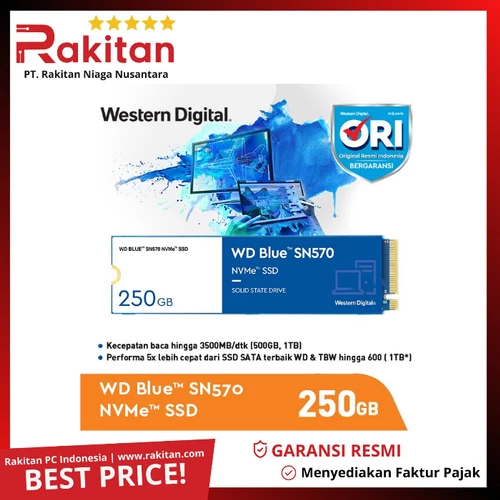 Rakitan
PT. Rakitan Niaga Nusantara
Western Digital.
Western Digital. wd.com
ORI
Original Resmi Indonesia
BERGARANSI
WD BLUE™ SN570 NVMe™ SSD
250GB
WD Blue™ SN570
NVMe™ SSD
SOLID STATE DRIVE
Western Digital
• Kecepatan baca hingga 3500MB/dtk (500GB, 1TB)
• Performa 5x lebih cepat dari SSD SATA terbaik WD & TBW hingga 600 ( 1TB*)
WD Blue™ SN570
NVMe™ SSD
250GB
Rakitan PC Indonesia | www.rakitan.com
BEST PRICE!
GARANSI RESMI
Menyediakan Faktur Pajak